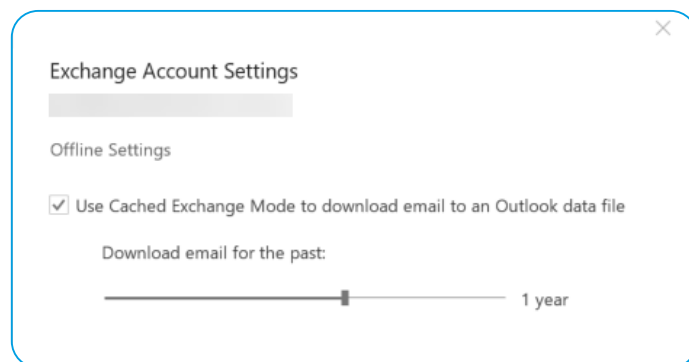 Exchange Account Settings
Offline Settings
Use Cached Exchange Mode to download email to an Outlook data file
Download email for the past:
1 year